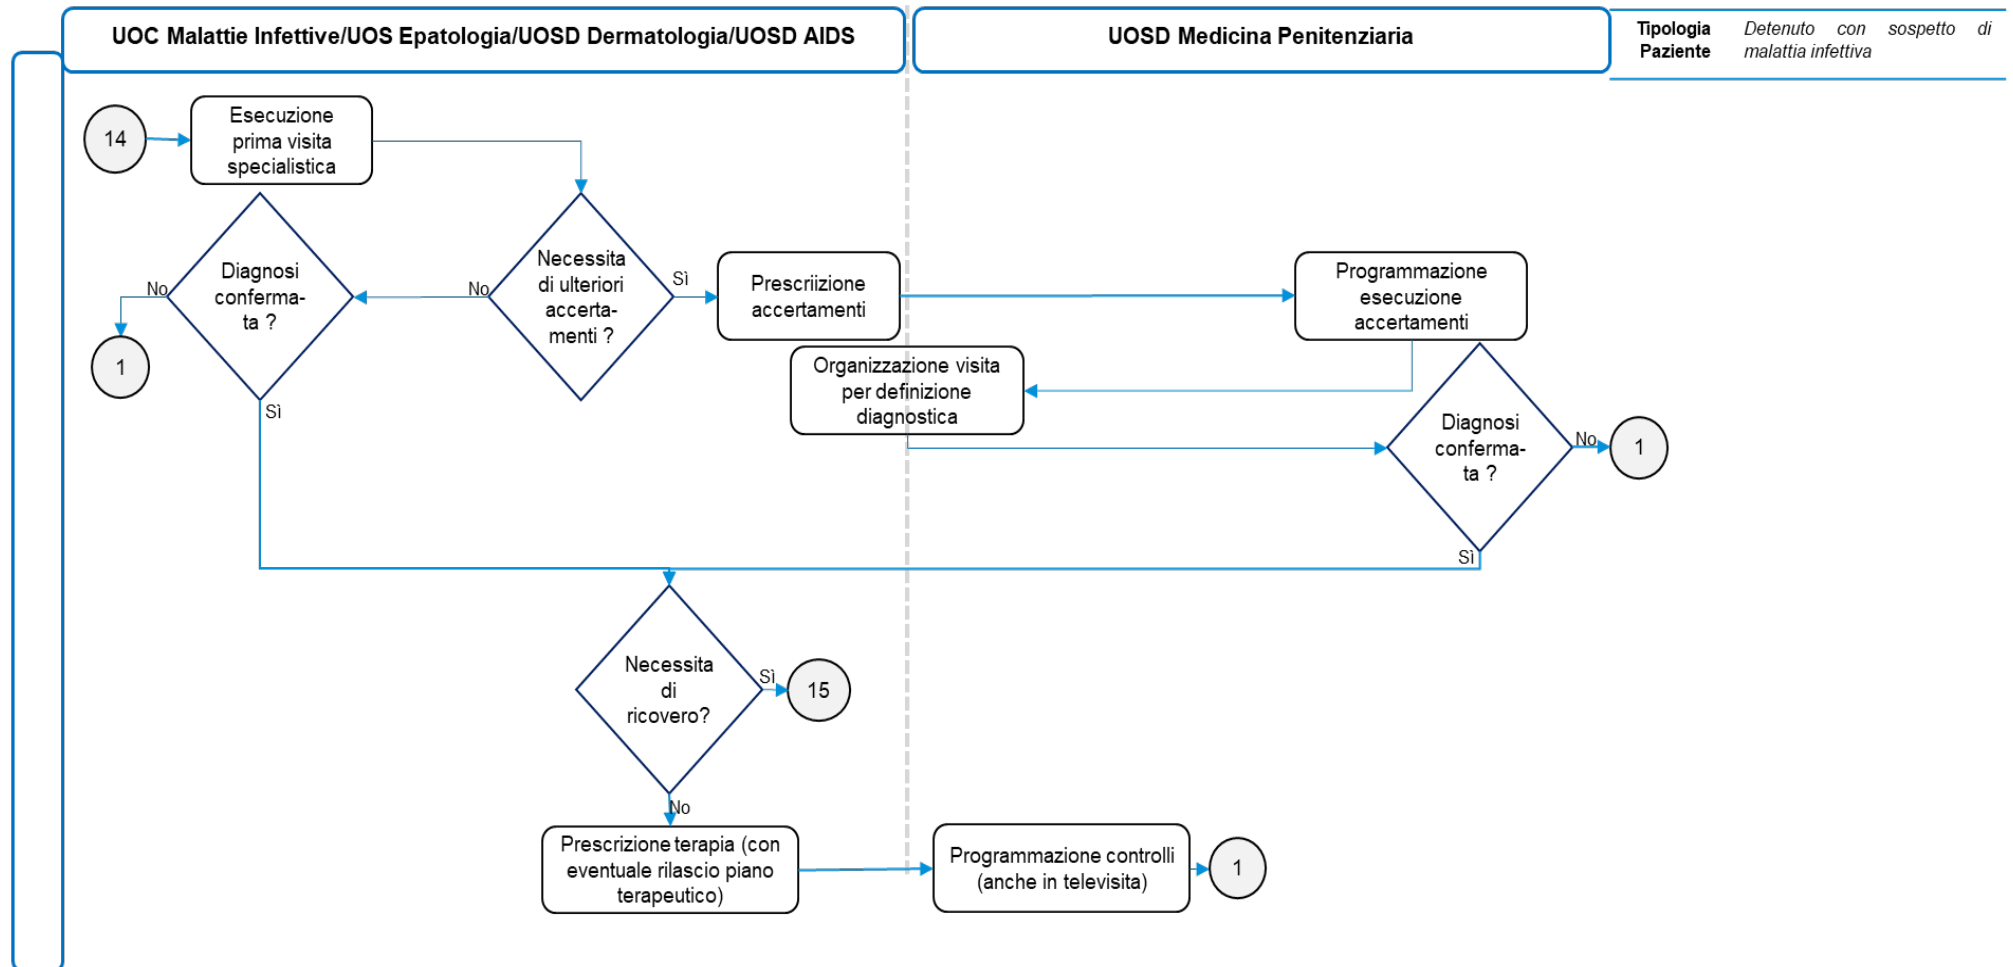 UOC Malattie Infettive/UOS Epatologia/UOSD Dermatologia/UOSD AIDS
UOSD Medicina Penitenziaria
Tipologia
Paziente
Detenuto con sospetto di
malattia infettiva
14
Esecuzione
prima visita
specialistica
Diagnosi
conferma-
ta ?
No
1
Sì
Necessita
di ulteriori
accerta-
menti ?
No
Sì
Prescriizione
accertamenti
Programmazione
esecuzione
accertamenti
Organizzazione visita
per definizione
diagnostica
Diagnosi
conferma-
ta ?
No
1
Sì
Necessita
di
ricovero?
Sì
15
No
Prescrizione terapia (con
eventuale rilascio piano
terapeutico)
Programmazione controlli
(anche in televisita)
1